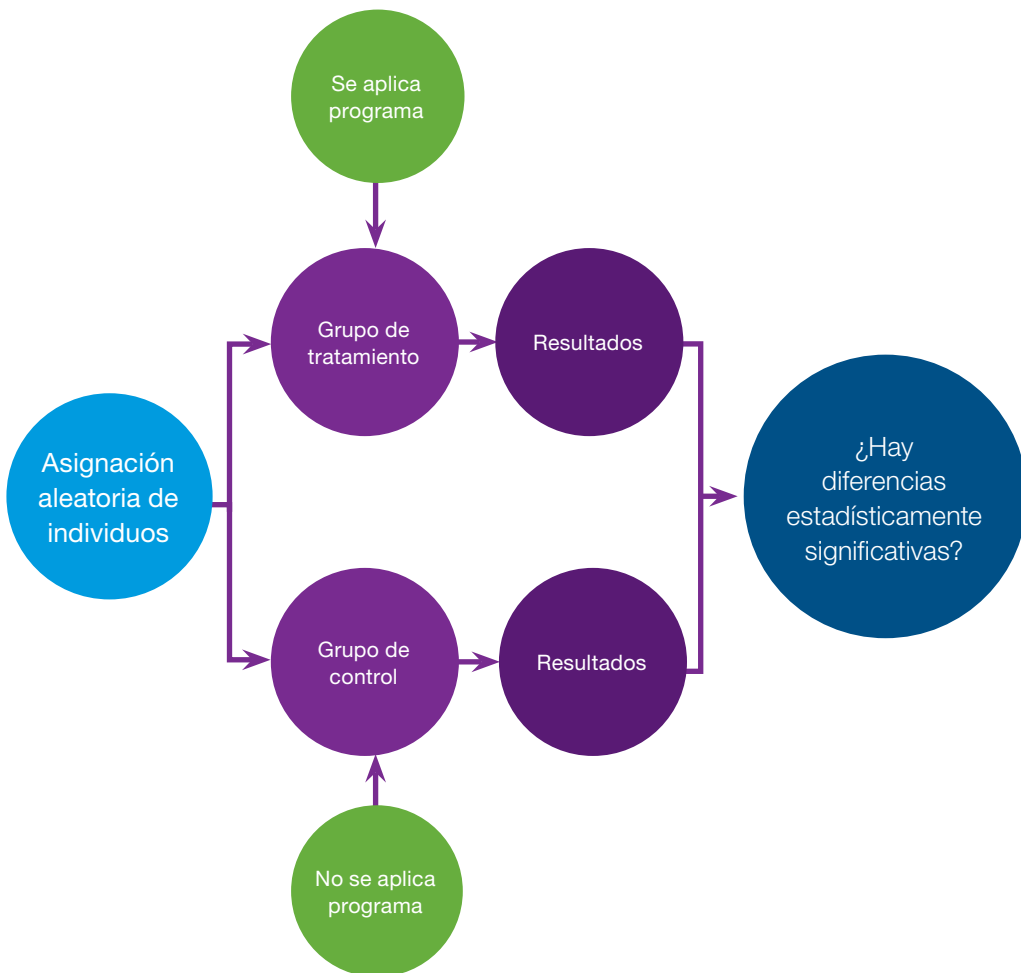 Se aplica
programa
Grupo de
tratamiento
Resultados
Asignación
aleatoria de
individuos
¿Hay
diferencias
estadísticamente
significativas?
Grupo de
control
Resultados
No se aplica
programa